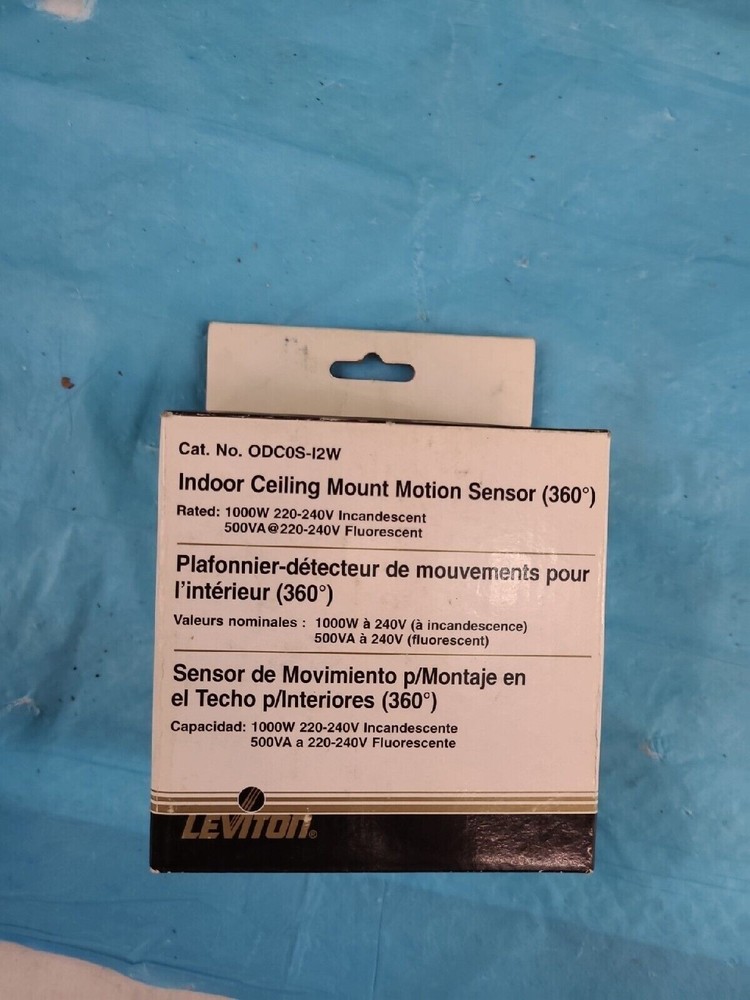 Cat. No. ODC0S-I2W
Indoor Ceiling Mount Motion Sensor (360°)
Rated: 1000W 220-240V Incandescent
500VA@220-240V Fluorescent
Plafonnier-détecteur de mouvements pour
l'intérieur (360°)
Valeurs nominales : 1000W à 240V (à incandescence)
500VA à 240V (fluorescent)
Sensor de Movimiento p/Montaje en
el Techo p/Interiores (360°)
Capacidad: 1000W 220-240V Incandescente
500VA a 220-240V Fluorescente
LEVITON®